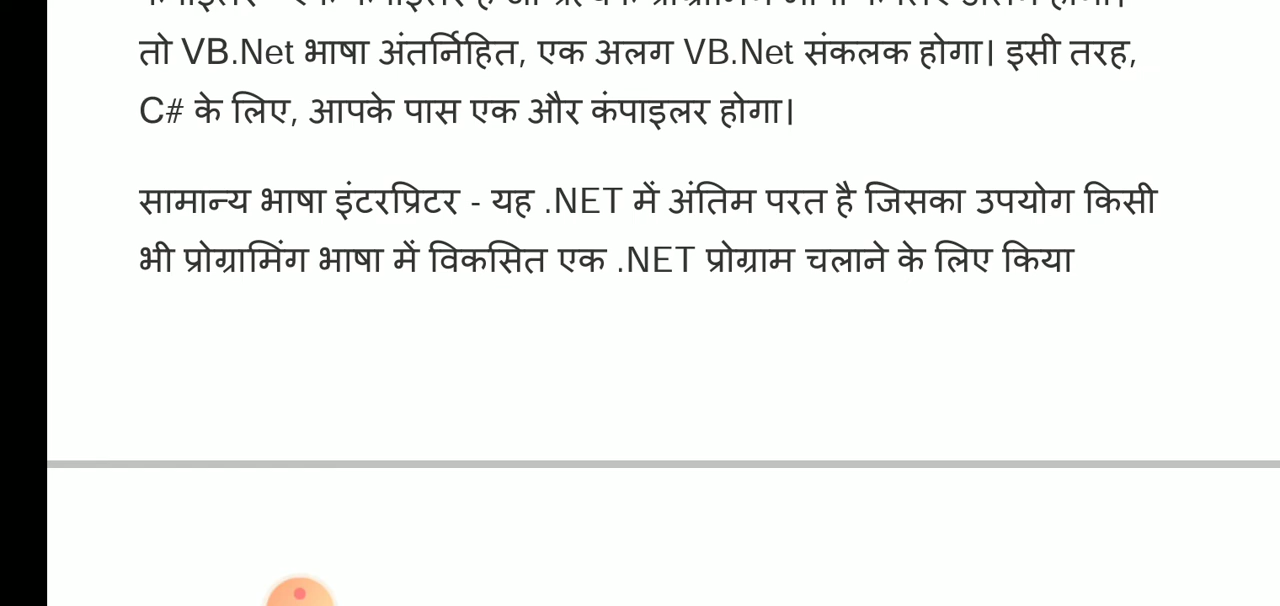 तो VB.Net भाषा अंतर्निहित, एक अलग VB.Net संकलक होगा। इसी तरह,
C# के लिए, आपके पास एक और कंपाइलर होगा।
सामान्य भाषा इंटरप्रिटर - यह .NET में अंतिम परत है जिसका उपयोग किसी
भी प्रोग्रामिंग भाषा में विकसित एक .NET प्रोग्राम चलाने के लिए किया